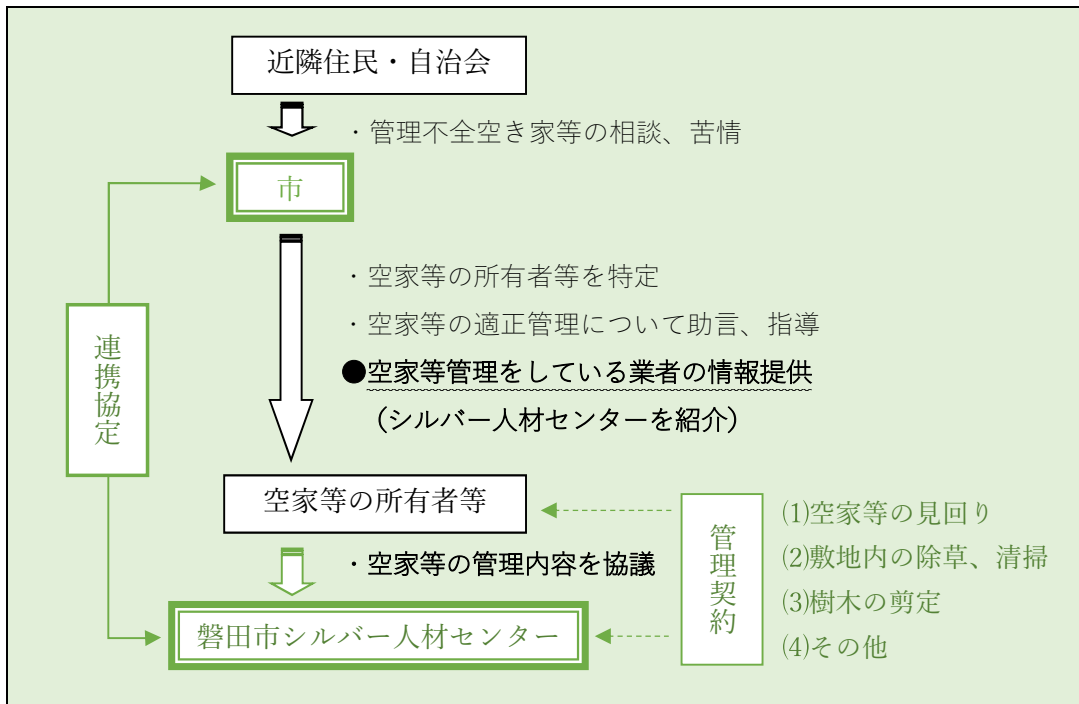 近隣住民・自治会
・管理不全空き家等の相談、苦情
市
・空家等の所有者等を特定
・空家等の適正管理について助言、指導
●空家等管理をしている業者の情報提供
（シルバー人材センターを紹介）
連携協定
空家等の所有者等
・空家等の管理内容を協議
磐田市シルバー人材センター
管理契約
⑴空家等の見回り
⑵敷地内の除草、清掃
⑶樹木の剪定
⑷その他